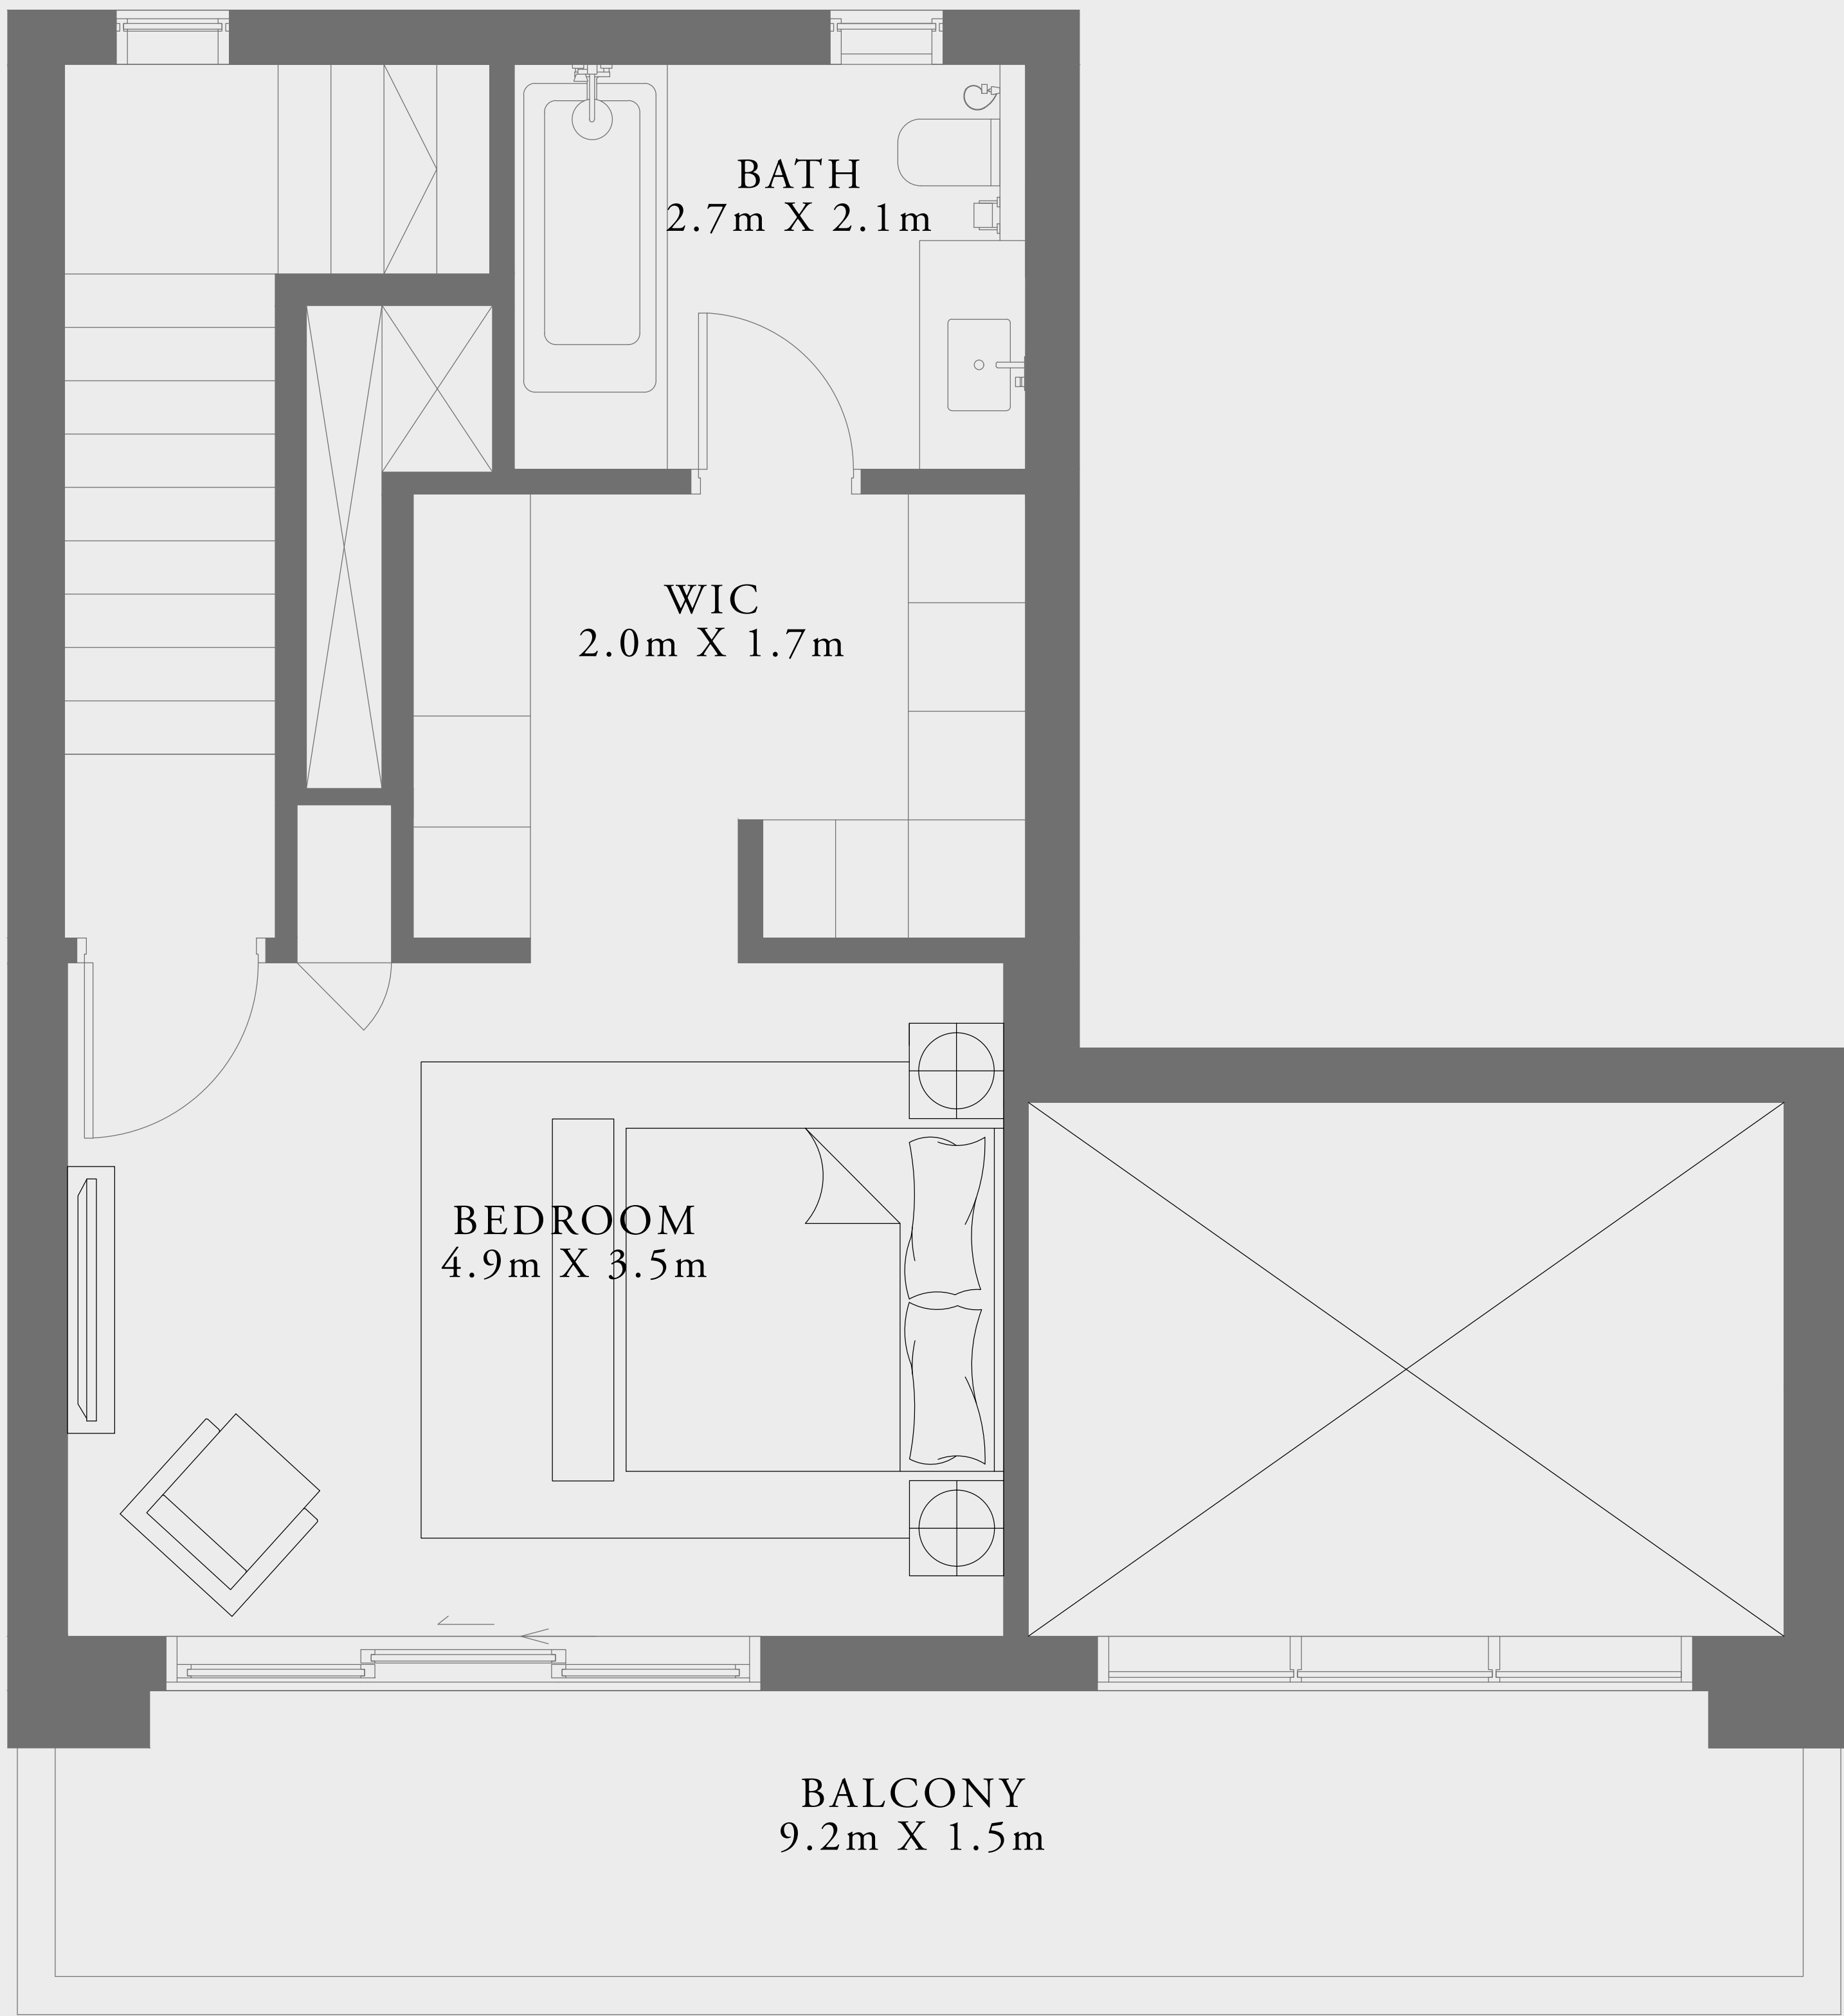 BATH
2.7m X 2.1m
WIC
2.0m X 1.7m
BEDROOM
4.9m X 3.5m
BALCONY
9.2m X 1.5m